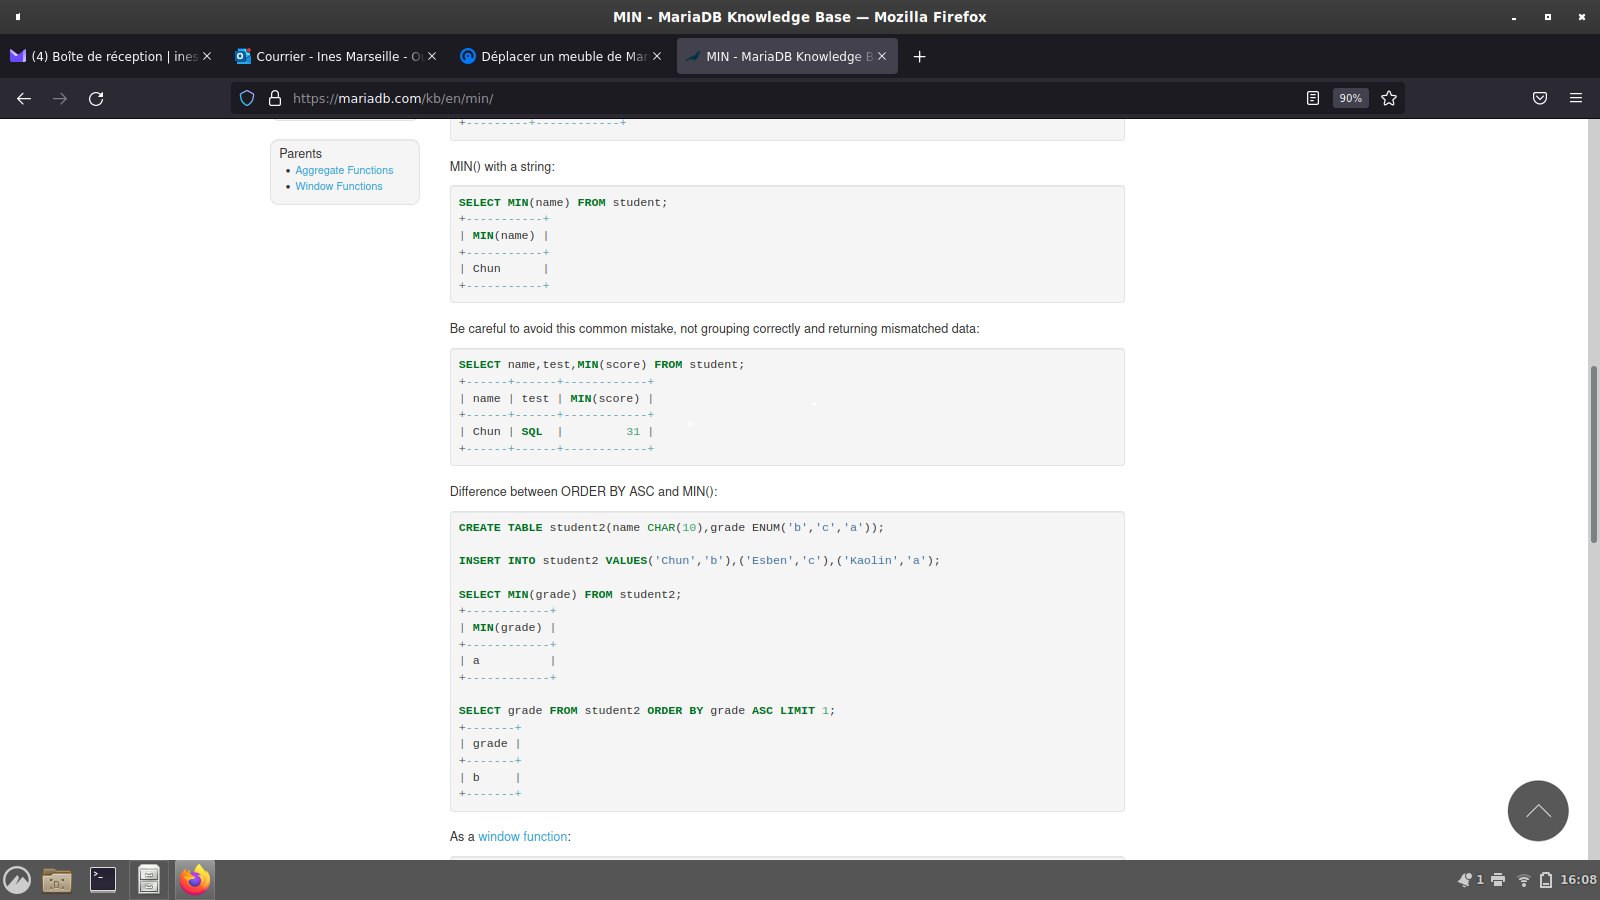 MIN - MariaDB Knowledge Base — Mozilla Firefox
(4) Boîte de réception | ines
Courrier - Ines Marseille - O
Déplacer un meuble de Mar
MIN - MariaDB Knowledge B
https://mariadb.com/kb/en/min/
90%
+---------+------------+
Parents
Aggregate Functions
Window Functions
MIN() with a string:
SELECT MIN(name) FROM student;
+-----------+
| MIN(name) |
+-----------+
| Chun      |
+-----------+
Be careful to avoid this common mistake, not grouping correctly and returning mismatched data:
SELECT name,test,MIN(score) FROM student;
+------+------+------------+
| name | test | MIN(score) |
+------+------+------------+
| Chun | SQL  |         31 |
+------+------+------------+
Difference between ORDER BY ASC and MIN():
CREATE TABLE student2(name CHAR(10),grade ENUM('b','c','a'));
INSERT INTO student2 VALUES('Chun','b'),('Esben','c'),('Kaolin','a');
SELECT MIN(grade) FROM student2;
+------------+
| MIN(grade) |
+------------+
| a          |
+------------+
SELECT grade FROM student2 ORDER BY grade ASC LIMIT 1;
+-------+
| grade |
+-------+
| b     |
+-------+
As a window function:
1
16:08